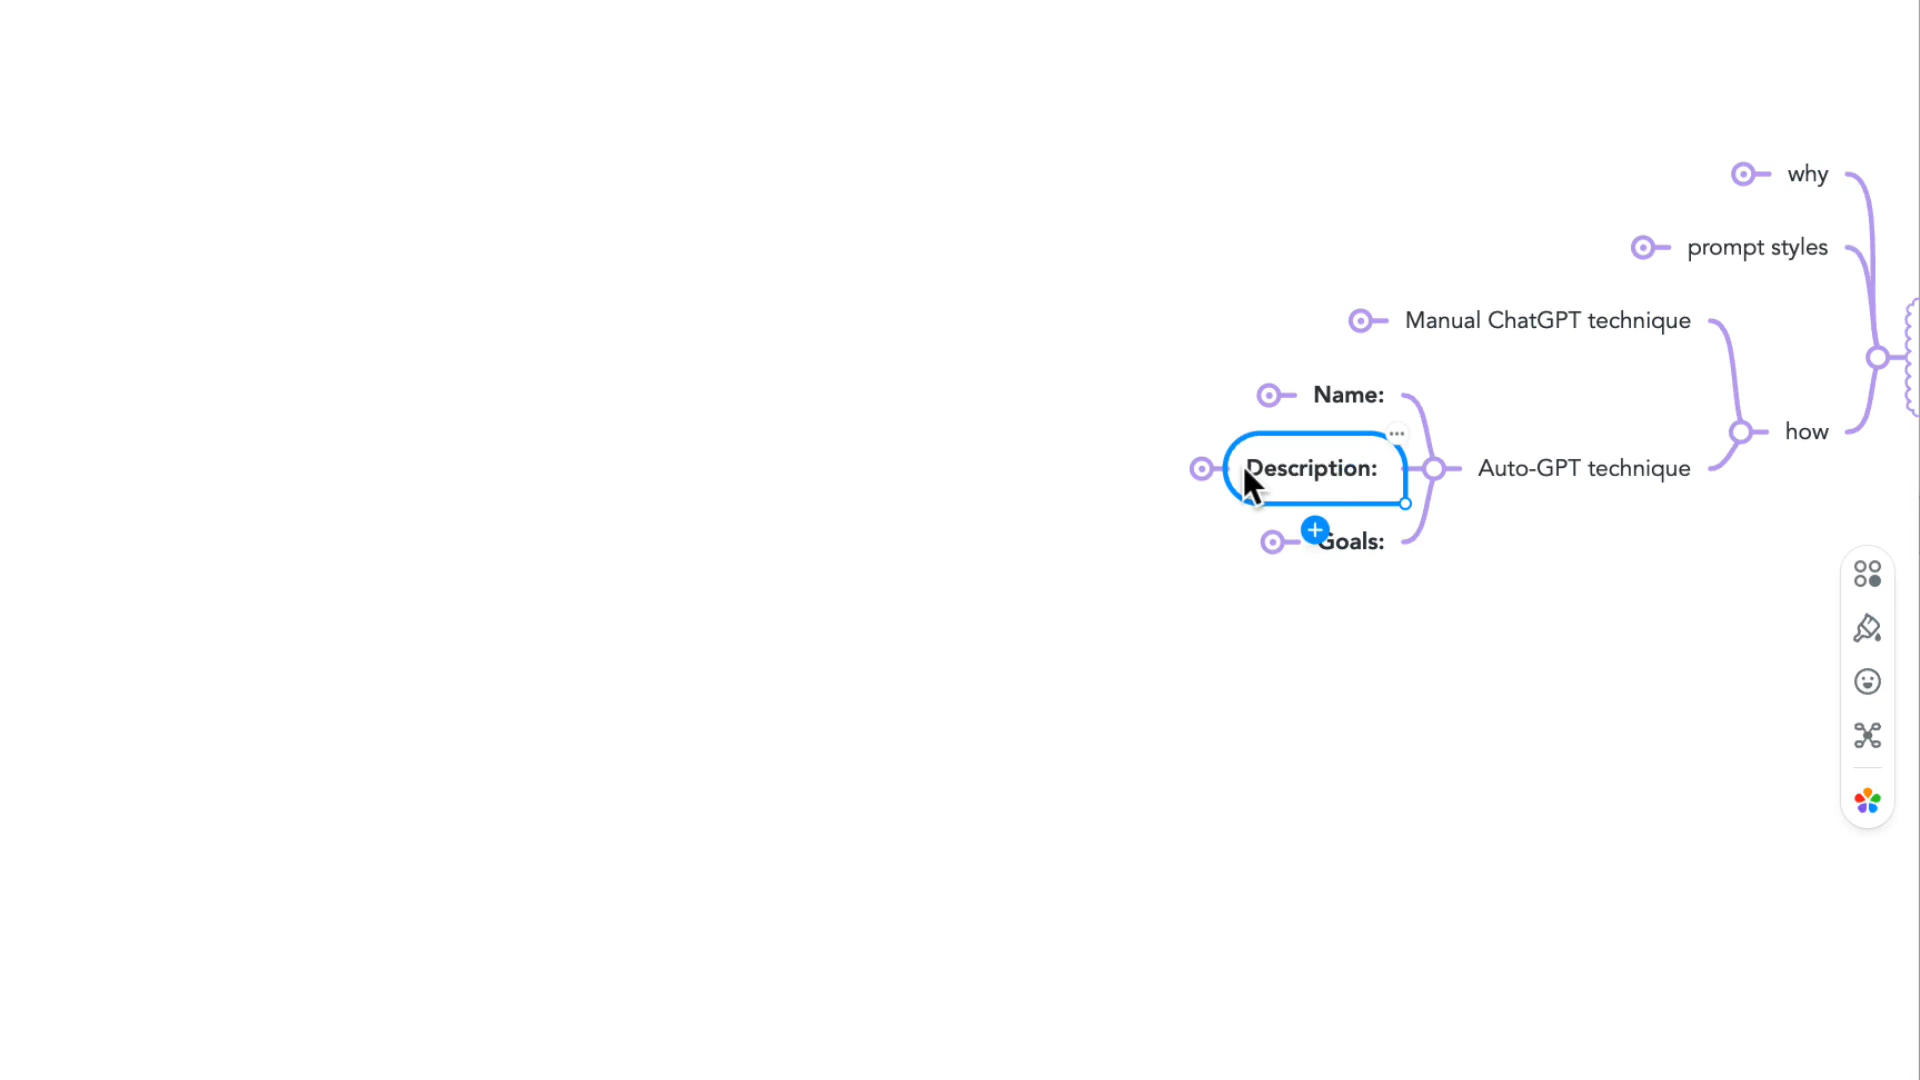 why
prompt styles
Manual ChatGPT technique
Name:
how
Description:
Auto-GPT technique
Goals: